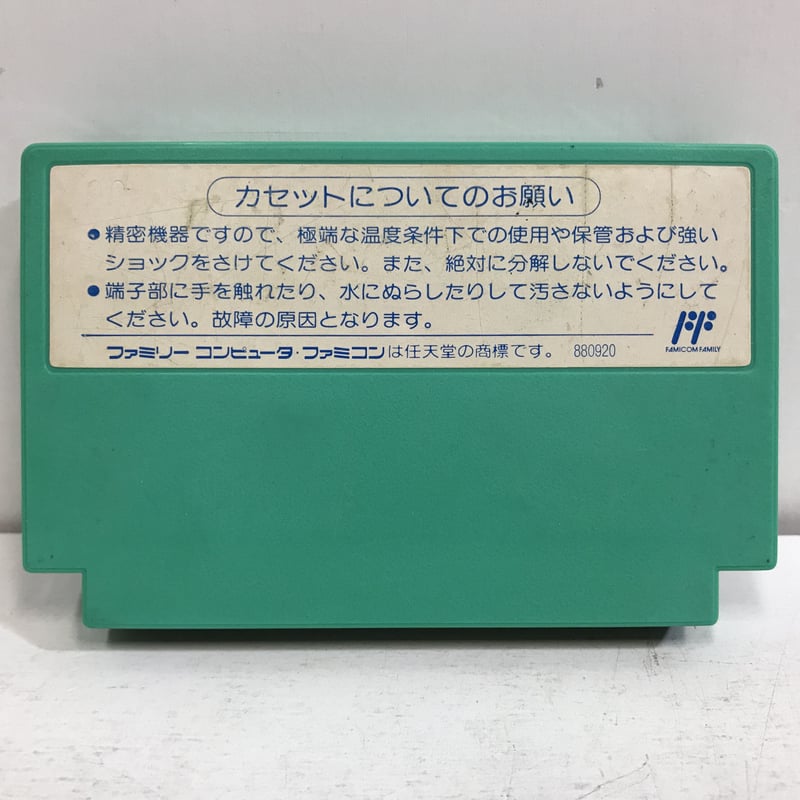 カセットについてのお願い
●精密機器ですので、極端な温度条件下での使用や保管および強い
ショックをさけてください。また、絶対に分解しないでください。
●端子部に手を触れたり、水にぬらしたりして汚さないようにして
ください。故障の原因となります。
FF
FAMICOM FAMILY
ファミリー コンピュータ・ファミコンは任天堂の商標です。 880920